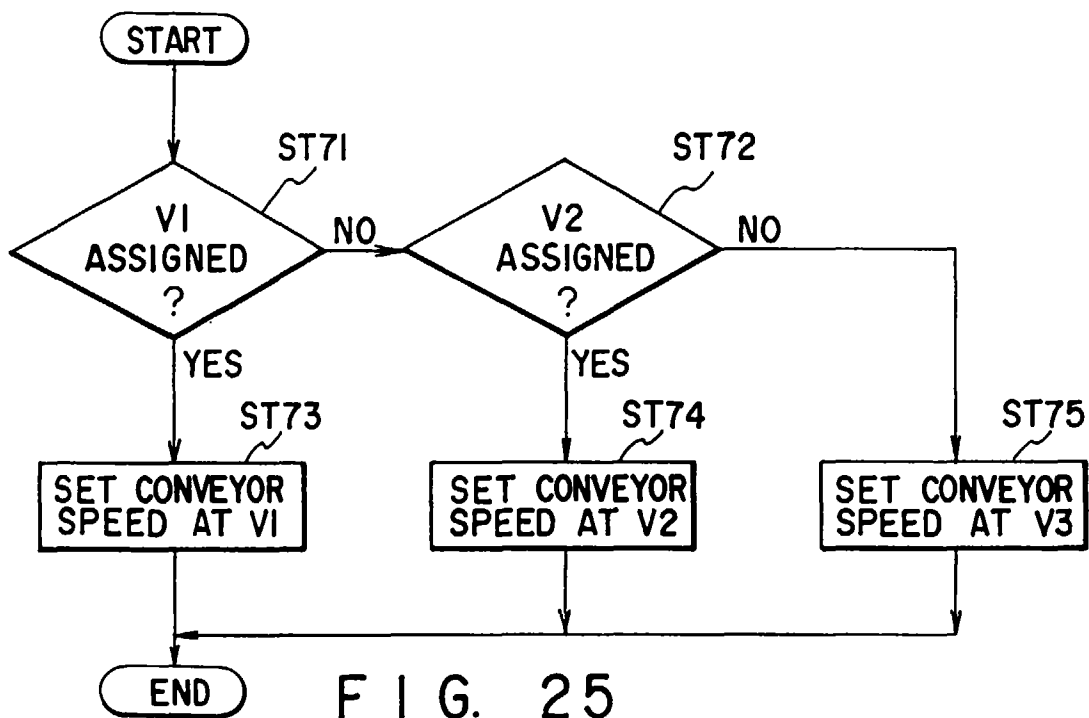 START
ST71
V1
ASSIGNED
?
NO
YES
ST72
V2
ASSIGNED
?
NO
YES
ST73
SET CONVEYOR
SPEED AT V1
ST74
SET CONVEYOR
SPEED AT V2
ST75
SET CONVEYOR
SPEED AT V3
END
FIG. 25